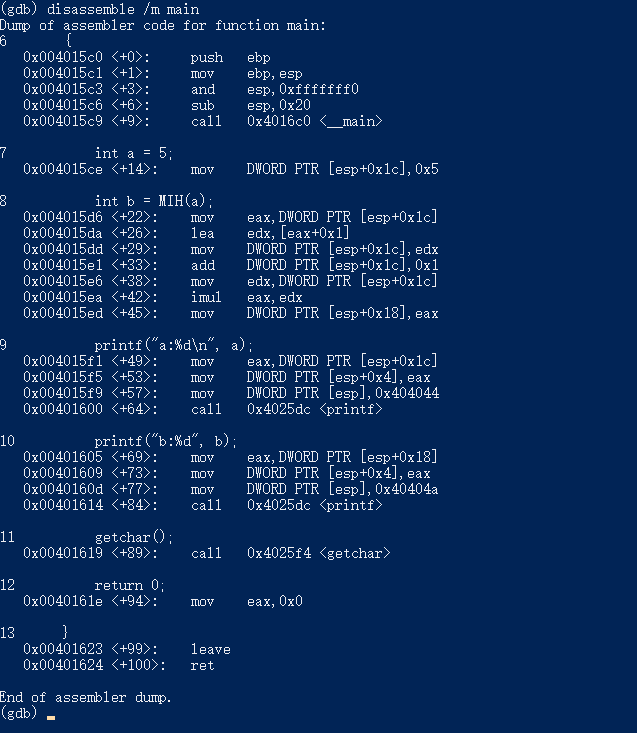 (gdb) disassemble /m main
Dump of assembler code for function main:
6       {
   0x004015c0 <+0>:     push   ebp
   0x004015c1 <+1>:     mov    ebp,esp
   0x004015c3 <+3>:     and    esp,0xfffffff0
   0x004015c6 <+6>:     sub    esp,0x20
   0x004015c9 <+9>:     call   0x4016c0 <__main>
7           int a = 5;
   0x004015ce <+14>:    mov    DWORD PTR [esp+0x1c],0x5
8           int b = MIH(a);
   0x004015d6 <+22>:    mov    eax,DWORD PTR [esp+0x1c]
   0x004015da <+26>:    lea    edx,[eax+0x1]
   0x004015dd <+29>:    mov    DWORD PTR [esp+0x1c],edx
   0x004015e1 <+33>:    add    DWORD PTR [esp+0x1c],0x1
   0x004015e6 <+38>:    mov    edx,DWORD PTR [esp+0x1c]
   0x004015ea <+42>:    imul   eax,edx
   0x004015ed <+45>:    mov    DWORD PTR [esp+0x18],eax
9           printf("a:%d\n", a);
   0x004015f1 <+49>:    mov    eax,DWORD PTR [esp+0x1c]
   0x004015f5 <+53>:    mov    DWORD PTR [esp+0x4],eax
   0x004015f9 <+57>:    mov    DWORD PTR [esp],0x404044
   0x00401600 <+64>:    call   0x4025dc <printf>
10          printf("b:%d", b);
   0x00401605 <+69>:    mov    eax,DWORD PTR [esp+0x18]
   0x00401609 <+73>:    mov    DWORD PTR [esp+0x4],eax
   0x0040160d <+77>:    mov    DWORD PTR [esp],0x40404a
   0x00401614 <+84>:    call   0x4025dc <printf>
11          getchar();
   0x00401619 <+89>:    call   0x4025f4 <getchar>
12          return 0;
   0x0040161e <+94>:    mov    eax,0x0
13      }
   0x00401623 <+99>:    leave
   0x00401624 <+100>:   ret
End of assembler dump.
(gdb)